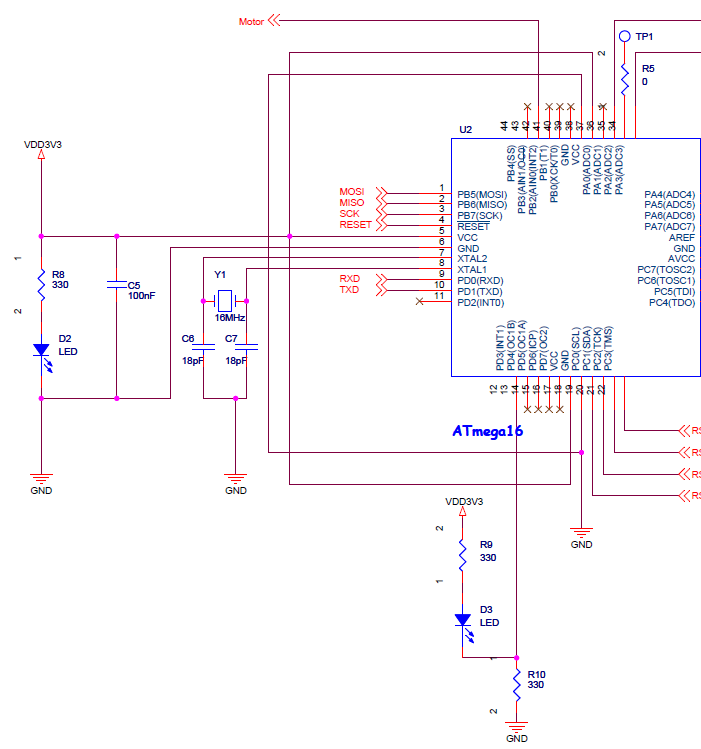 Motor
TP1
2
R5
0
44
43
42
41
40
39
38
37
36
35
34
U2
PB4(SS)
PB3(AIN1/OC0)
PB2(AIN0(INT2)
PB1(T1)
PB0(XCK/T0)
GND
VCC
PA0(ADC0)
PA1(ADC1)
PA2(ADC2)
PA3(ADC3)
VDD3V3
MOSI 1 PB5(MOSI) PA4(ADC4)
MISO 2 PB6(MISO) PA5(ADC5)
SCK 3 PB7(SCK) PA6(ADC6)
RESET 4 RESET PA7(ADC7)
5 VCC AREF
6 GND GND
7 XTAL2 AVCC
8 XTAL1 PC7(TOSC2)
RXD 9 PD0(RXD) PC6(TOSC1)
TXD 10 PD1(TXD) PC5(TDI)
11 PD2(INT0) PC4(TDO)
1
R8
330
2
C5
100nF
Y1
16MHz
D2
LED
C6
18pF
C7
18pF
PD3(INT1)
PD4(OC1B)
PD5(OC1A)
PD6(ICP)
PD7(OC2)
VCC
GND
PC0(SCL)
PC1(SDA)
PC2(TCK)
PC3(TMS)
12
13
14
15
16
17
18
19
20
21
22
ATmega16
GND
GND
GND
VDD3V3
2
R9
330
1
D3
LED
1
R10
330
2
GND